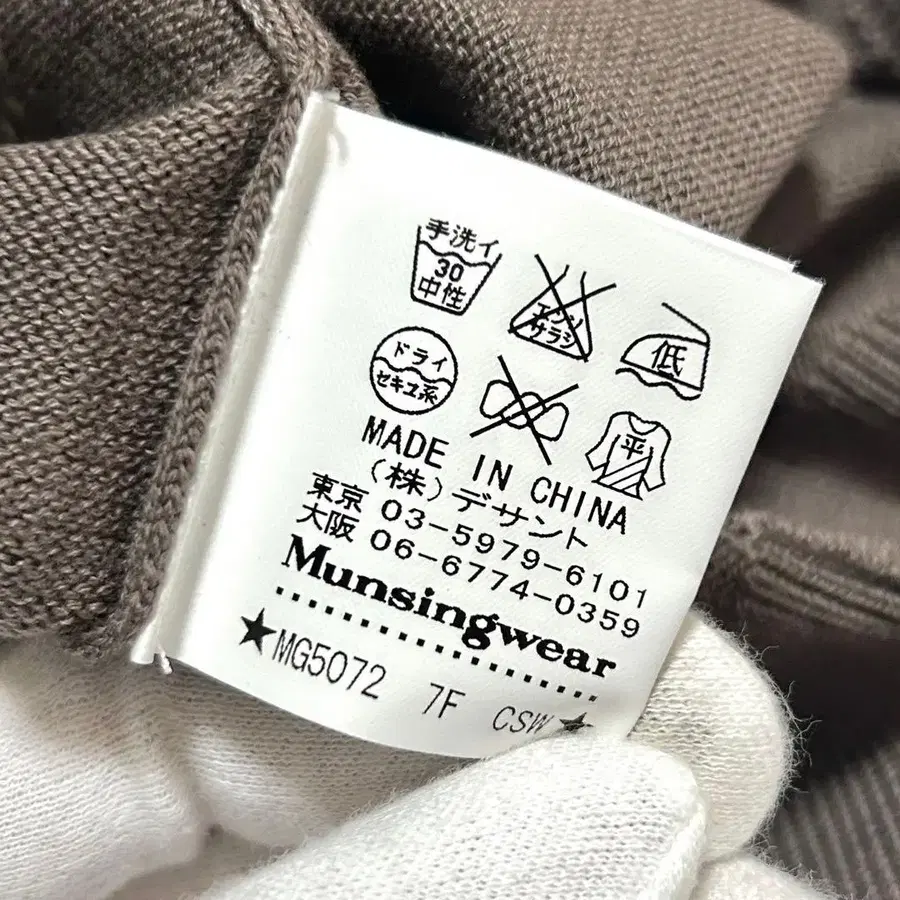 手洗イ
30
中性
エンソ
サラシ
低
ドライ
セキユ系
平
MADE IN CHINA
(株)デサント
東京 03-5979-6101
大阪 06-6774-0359
Munsingwear
★MG5072 7F CSW★